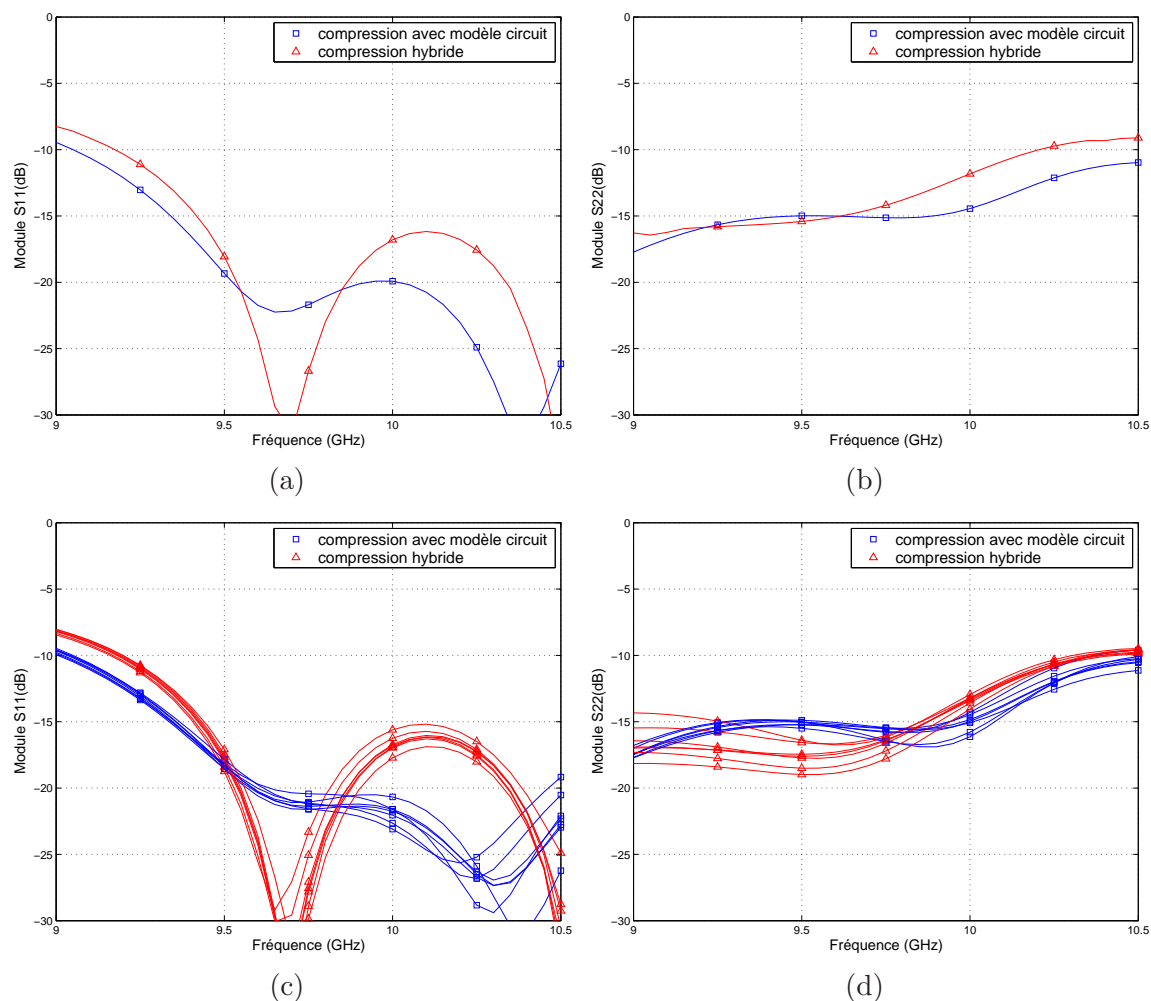 0
−5
−10
−15
−20
−25
−30
9
9.5
10
10.5
Module S11(dB)
Fréquence (GHz)
compression avec modèle circuit
compression hybride
(a)
0
−5
−10
−15
−20
−25
−30
9
9.5
10
10.5
Module S22(dB)
Fréquence (GHz)
compression avec modèle circuit
compression hybride
(b)
0
−5
−10
−15
−20
−25
−30
9
9.5
10
10.5
Module S11(dB)
Fréquence (GHz)
compression avec modèle circuit
compression hybride
(c)
0
−5
−10
−15
−20
−25
−30
9
9.5
10
10.5
Module S22(dB)
Fréquence (GHz)
compression avec modèle circuit
compression hybride
(d)